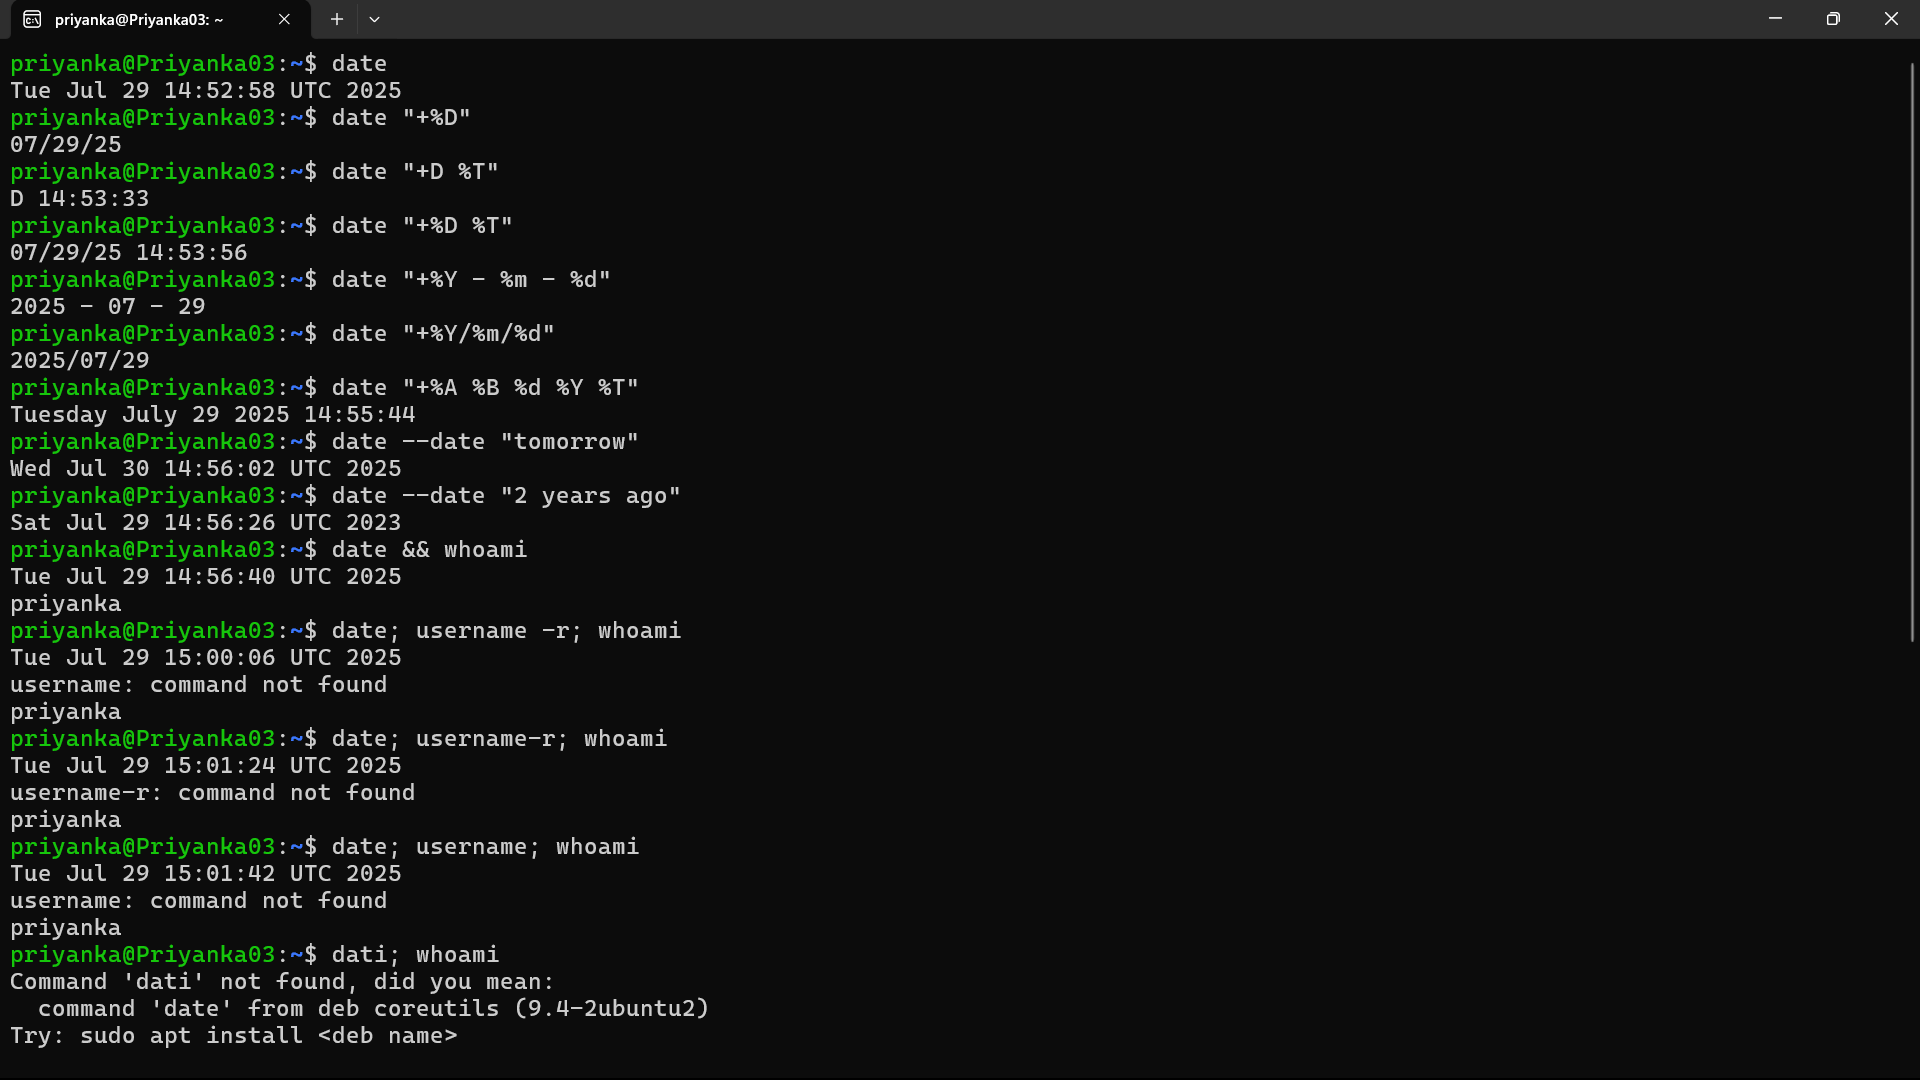 priyanka@Priyanka03: ~
priyanka@Priyanka03:~$ date
Tue Jul 29 14:52:58 UTC 2025
priyanka@Priyanka03:~$ date "+%D"
07/29/25
priyanka@Priyanka03:~$ date "+D %T"
D 14:53:33
priyanka@Priyanka03:~$ date "+%D %T"
07/29/25 14:53:56
priyanka@Priyanka03:~$ date "+%Y - %m - %d"
2025 - 07 - 29
priyanka@Priyanka03:~$ date "+%Y/%m/%d"
2025/07/29
priyanka@Priyanka03:~$ date "+%A %B %d %Y %T"
Tuesday July 29 2025 14:55:44
priyanka@Priyanka03:~$ date --date "tomorrow"
Wed Jul 30 14:56:02 UTC 2025
priyanka@Priyanka03:~$ date --date "2 years ago"
Sat Jul 29 14:56:26 UTC 2023
priyanka@Priyanka03:~$ date && whoami
Tue Jul 29 14:56:40 UTC 2025
priyanka
priyanka@Priyanka03:~$ date; username -r; whoami
Tue Jul 29 15:00:06 UTC 2025
username: command not found
priyanka
priyanka@Priyanka03:~$ date; username-r; whoami
Tue Jul 29 15:01:24 UTC 2025
username-r: command not found
priyanka
priyanka@Priyanka03:~$ date; username; whoami
Tue Jul 29 15:01:42 UTC 2025
username: command not found
priyanka
priyanka@Priyanka03:~$ dati; whoami
Command 'dati' not found, did you mean:
  command 'date' from deb coreutils (9.4-2ubuntu2)
Try: sudo apt install <deb name>